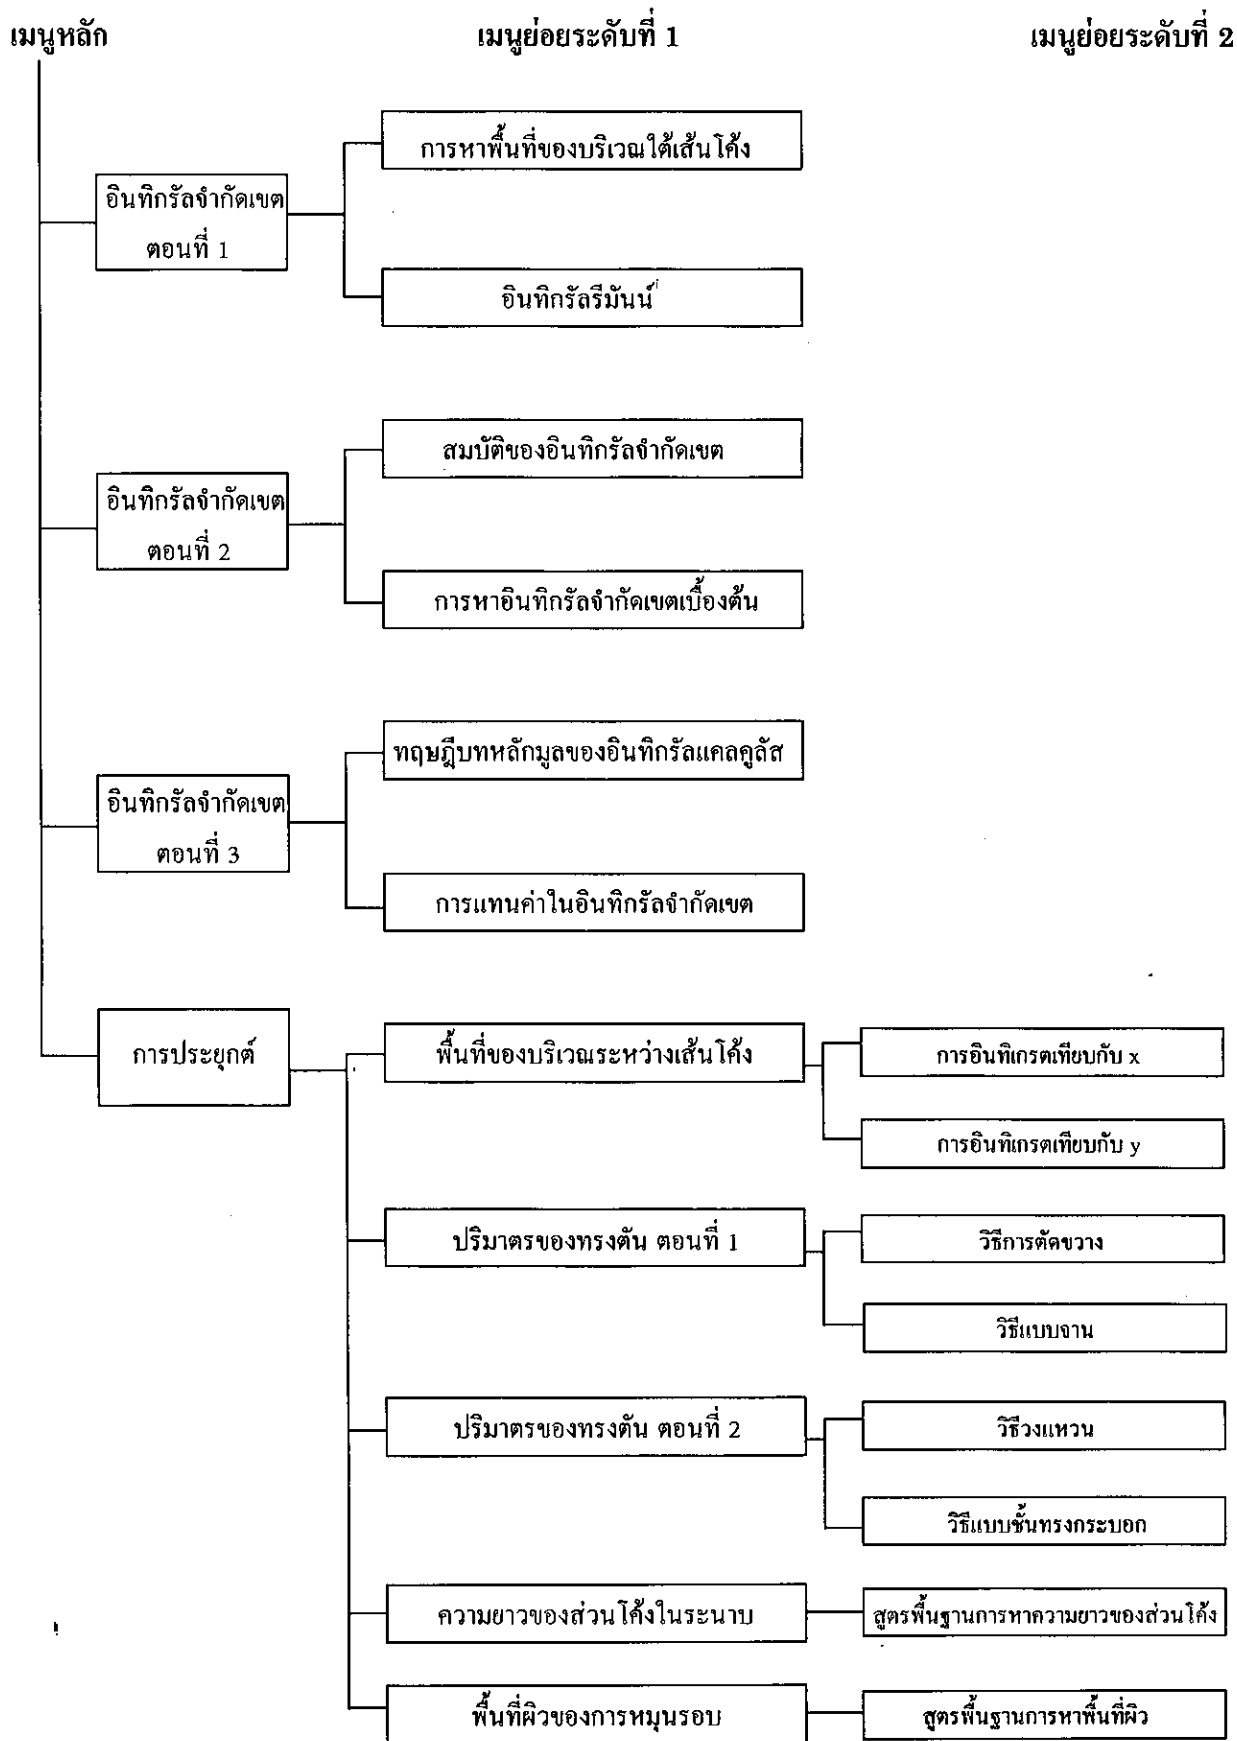 เมนูหลัก เมนูย่อยระดับที่ 1 เมนูย่อยระดับที่ 2
การหาพื้นที่ของบริเวณใต้เส้นโค้ง
อินทิกรัลจำกัดเขต
ตอนที่ 1
อินทิกรัลรีมันน์
สมบัติของอินทิกรัลจำกัดเขต
อินทิกรัลจำกัดเขต
ตอนที่ 2
การหาอินทิกรัลจำกัดเขตเบื้องต้น
ทฤษฎีบทหลักมูลของอินทิกรัลแคลคูลัส
อินทิกรัลจำกัดเขต
ตอนที่ 3
การแทนค่าในอินทิกรัลจำกัดเขต
การประยุกต์
พื้นที่ของบริเวณระหว่างเส้นโค้ง
การอินทิเกรตเทียบกับ x
การอินทิเกรตเทียบกับ y
ปริมาตรของทรงตัน ตอนที่ 1
วิธีการตัดขวาง
วิธีแบบจาน
ปริมาตรของทรงตัน ตอนที่ 2
วิธีวงแหวน
วิธีแบบชั้นทรงกระบอก
ความยาวของส่วนโค้งในระนาบ
สูตรพื้นฐานการหาความยาวของส่วนโค้ง
พื้นที่ผิวของการหมุนรอบ
สูตรพื้นฐานการหาพื้นที่ผิว